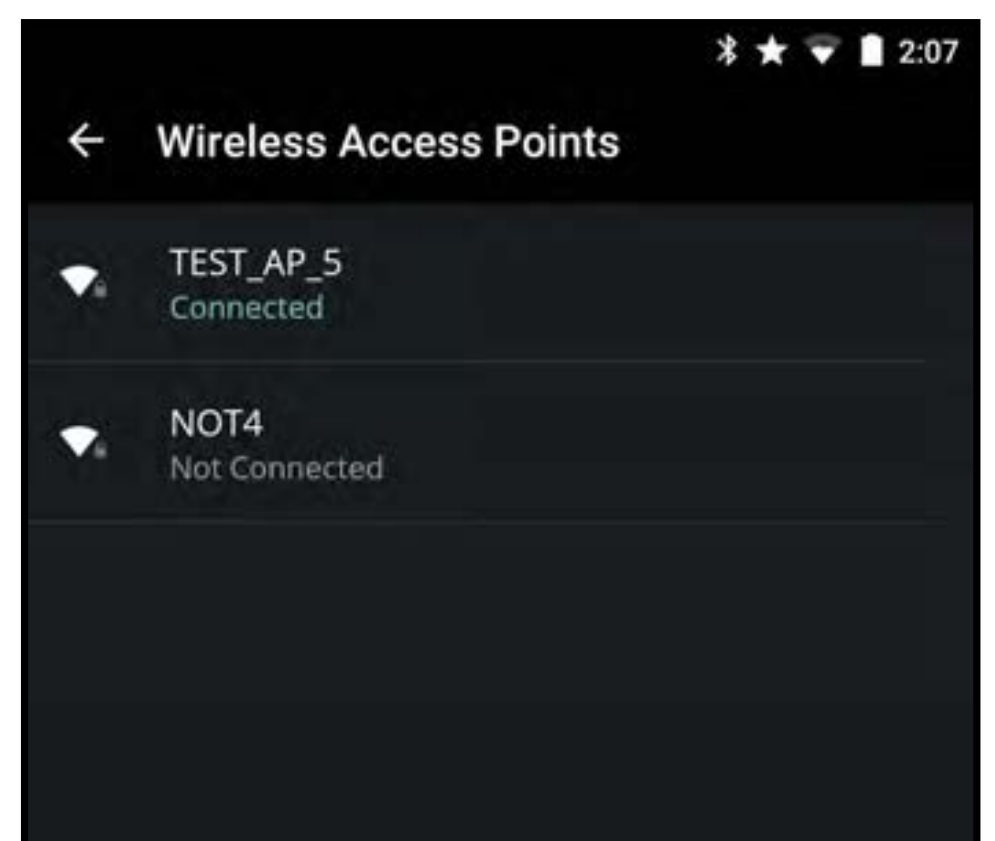 2:07
Wireless Access Points
TEST_AP_5
Connected
NOT4
Not Connected